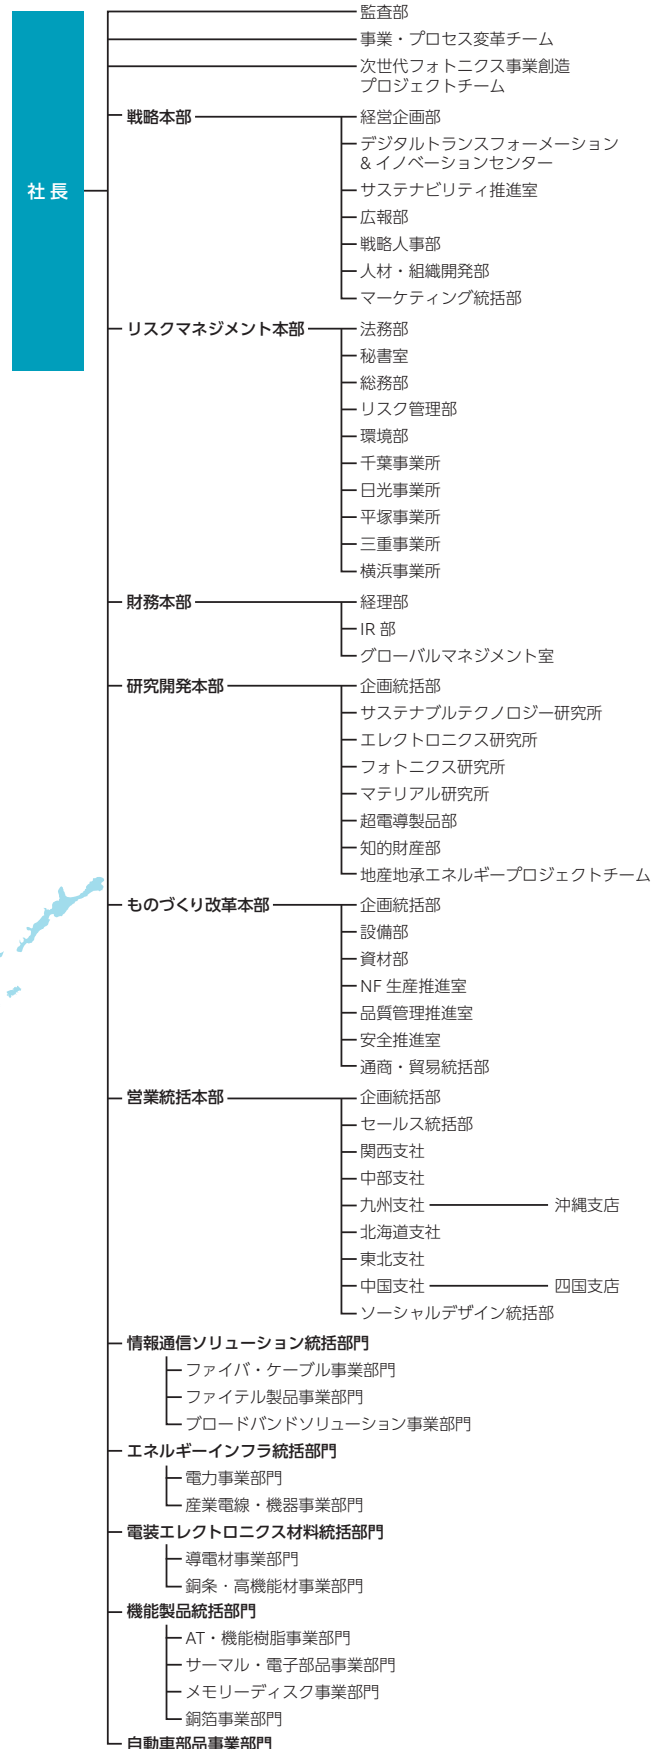 社長
監査部
事業・プロセス変革チーム
次世代フォトニクス事業創造
プロジェクトチーム
戦略本部
経営企画部
デジタルトランスフォーメーション
& イノベーションセンター
サステナビリティ推進室
広報部
戦略人事部
人材・組織開発部
マーケティング統括部
リスクマネジメント本部
法務部
秘書室
総務部
リスク管理部
環境部
千葉事業所
日光事業所
平塚事業所
三重事業所
横浜事業所
財務本部
経理部
IR 部
グローバルマネジメント室
研究開発本部
企画統括部
サステナブルテクノロジー研究所
エレクトロニクス研究所
フォトニクス研究所
マテリアル研究所
超電導製品部
知的財産部
地産地承エネルギープロジェクトチーム
ものづくり改革本部
企画統括部
設備部
資材部
NF 生産推進室
品質管理推進室
安全推進室
通商・貿易統括部
営業統括本部
企画統括部
セールス統括部
関西支社
中部支社
九州支社 沖縄支店
北海道支社
東北支社
中国支社 四国支店
ソーシャルデザイン統括部
情報通信ソリューション統括部門
ファイバ・ケーブル事業部門
ファイテル製品事業部門
ブロードバンドソリューション事業部門
エネルギーインフラ統括部門
電力事業部門
産業電線・機器事業部門
電装エレクトロニクス材料統括部門
導電材事業部門
銅条・高機能材事業部門
機能製品統括部門
AT・機能樹脂事業部門
サーマル・電子部品事業部門
メモリーディスク事業部門
銅箔事業部門
自動車部品事業部門